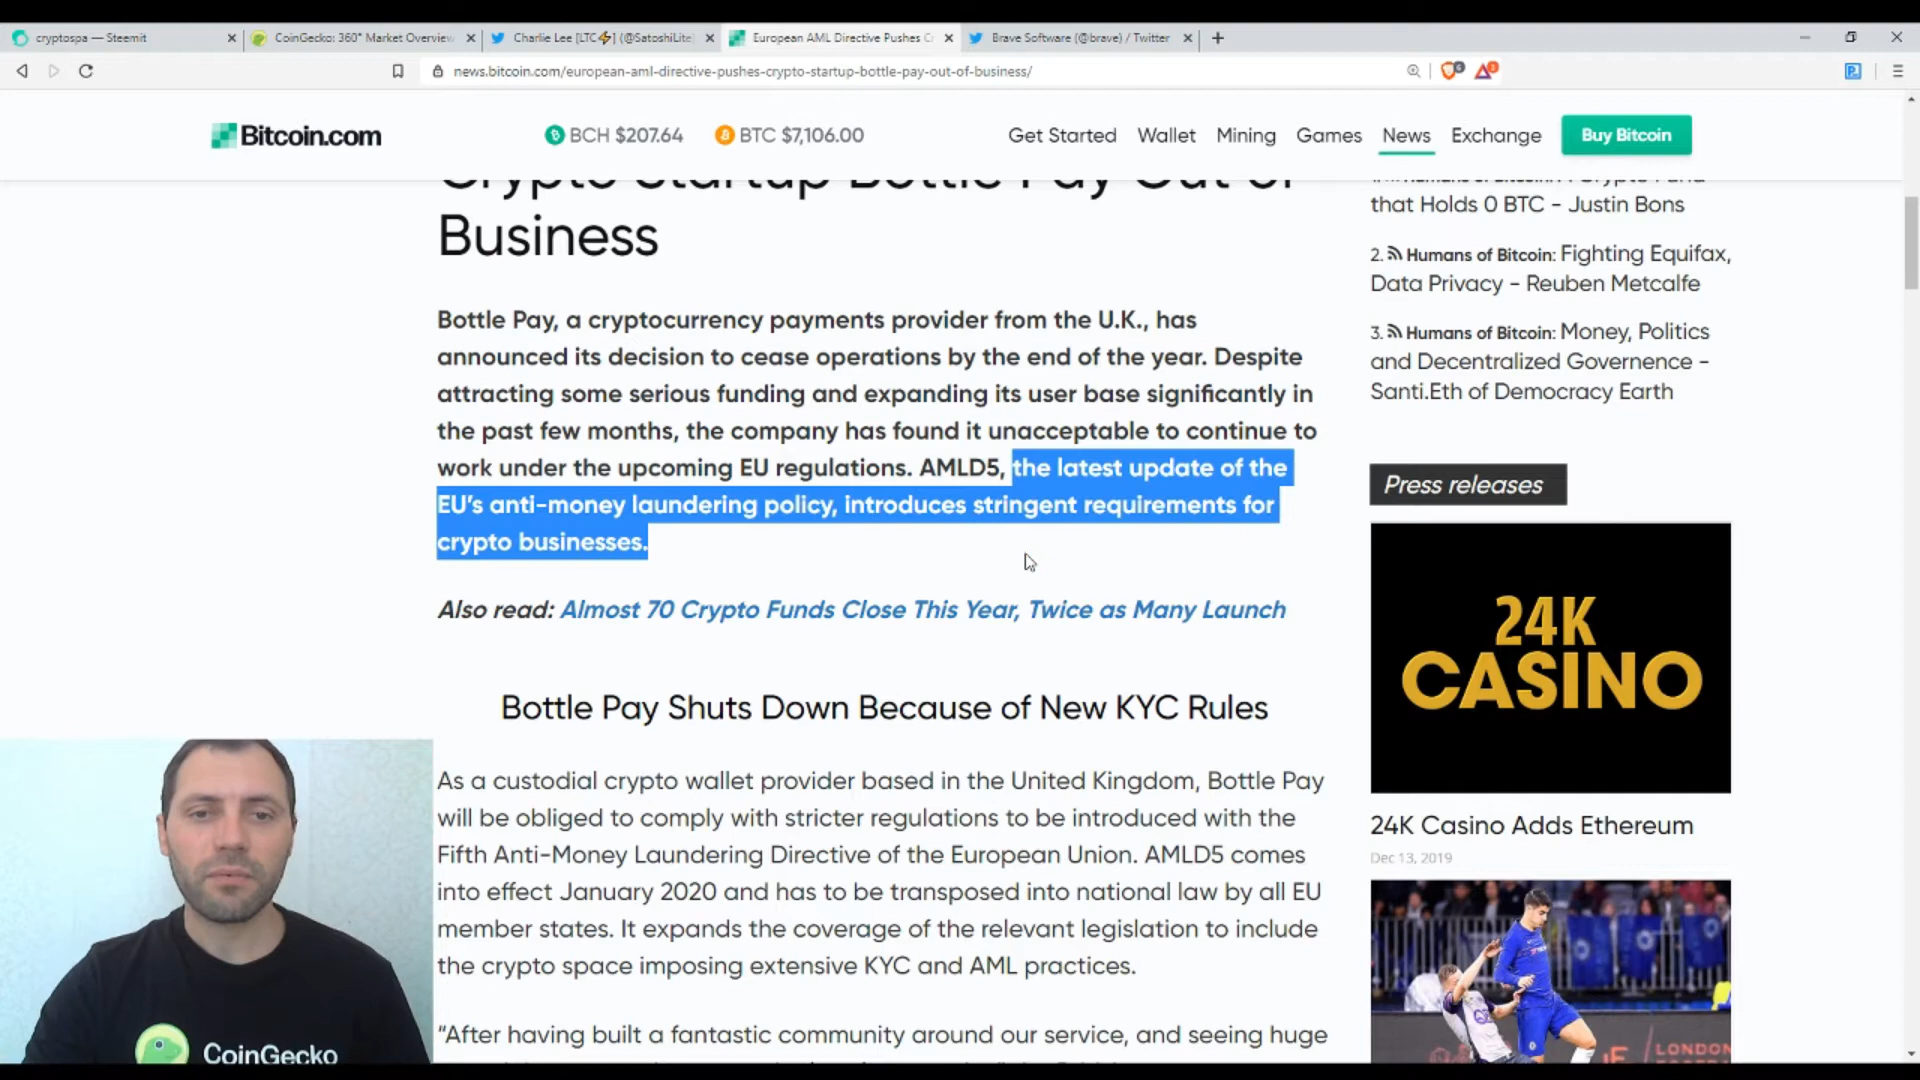 cryptospa — Steemit
CoinGecko: 360° Market Overview
Charlie Lee [LTC⚡] (@SatoshiLite)
European AML Directive Pushes C
Brave Software (@brave) / Twitter
news.bitcoin.com/european-aml-directive-pushes-crypto-startup-bottle-pay-out-of-business/
Bitcoin.com
BCH $207.64
BTC $7,106.00
Get Started
Wallet
Mining
Games
News
Exchange
Buy Bitcoin
Crypto Startup Bottle Pay Out of
Business
Bottle Pay, a cryptocurrency payments provider from the U.K., has
announced its decision to cease operations by the end of the year. Despite
attracting some serious funding and expanding its user base significantly in
the past few months, the company has found it unacceptable to continue to
work under the upcoming EU regulations. AMLD5, the latest update of the
EU’s anti-money laundering policy, introduces stringent requirements for
crypto businesses.
Also read: Almost 70 Crypto Funds Close This Year, Twice as Many Launch
Bottle Pay Shuts Down Because of New KYC Rules
As a custodial crypto wallet provider based in the United Kingdom, Bottle Pay
will be obliged to comply with stricter regulations to be introduced with the
Fifth Anti-Money Laundering Directive of the European Union. AMLD5 comes
into effect January 2020 and has to be transposed into national law by all EU
member states. It expands the coverage of the relevant legislation to include
the crypto space imposing extensive KYC and AML practices.
“After having built a fantastic community around our service, and seeing huge
that Holds 0 BTC - Justin Bons
2. Humans of Bitcoin: Fighting Equifax,
Data Privacy - Reuben Metcalfe
3. Humans of Bitcoin: Money, Politics
and Decentralized Governence -
Santi.Eth of Democracy Earth
Press releases
24K
CASINO
24K Casino Adds Ethereum
Dec 13, 2019
LONDON
CoinGecko